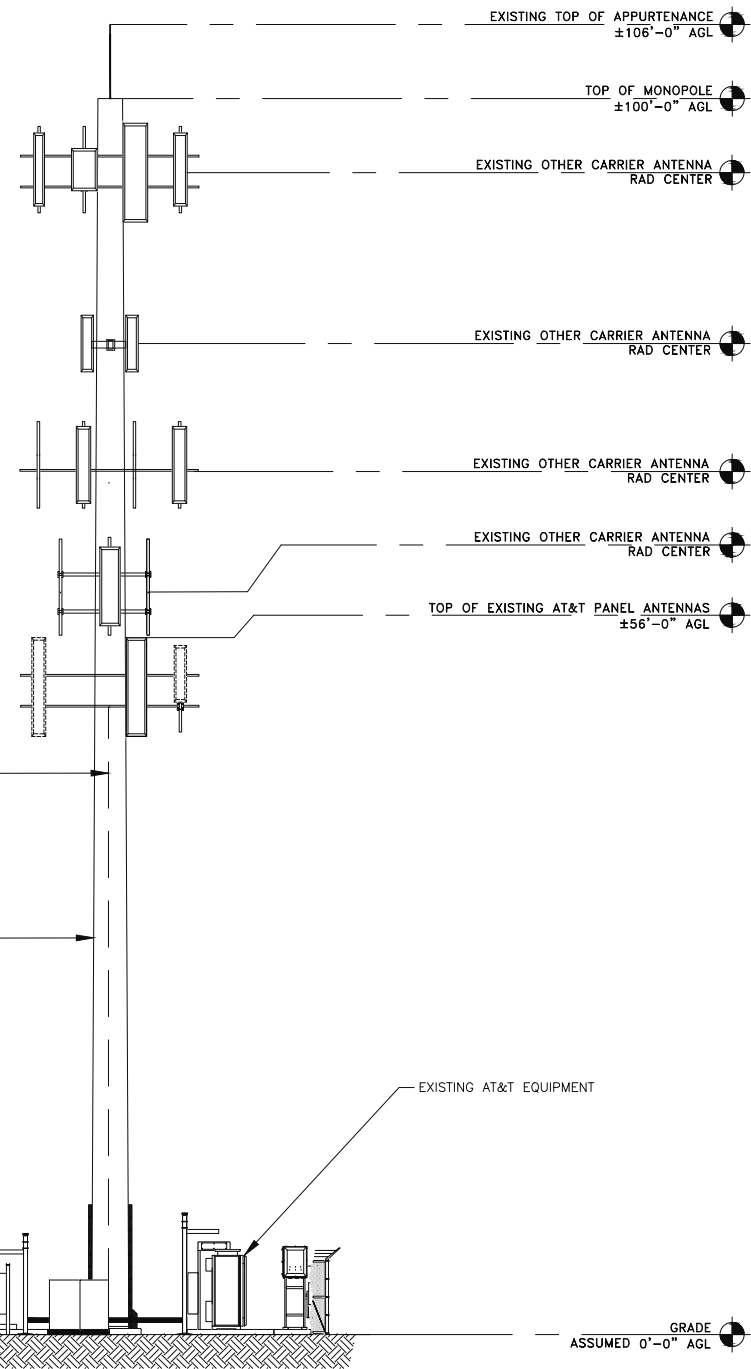 EXISTING TOP OF APPURTENANCE
±106'-0" AGL
TOP OF MONOPOLE
±100'-0" AGL
EXISTING OTHER CARRIER ANTENNA
RAD CENTER
EXISTING OTHER CARRIER ANTENNA
RAD CENTER
EXISTING OTHER CARRIER ANTENNA
RAD CENTER
EXISTING OTHER CARRIER ANTENNA
RAD CENTER
TOP OF EXISTING AT&T PANEL ANTENNAS
±56'-0" AGL
EXISTING AT&T EQUIPMENT
GRADE
ASSUMED 0'-0" AGL